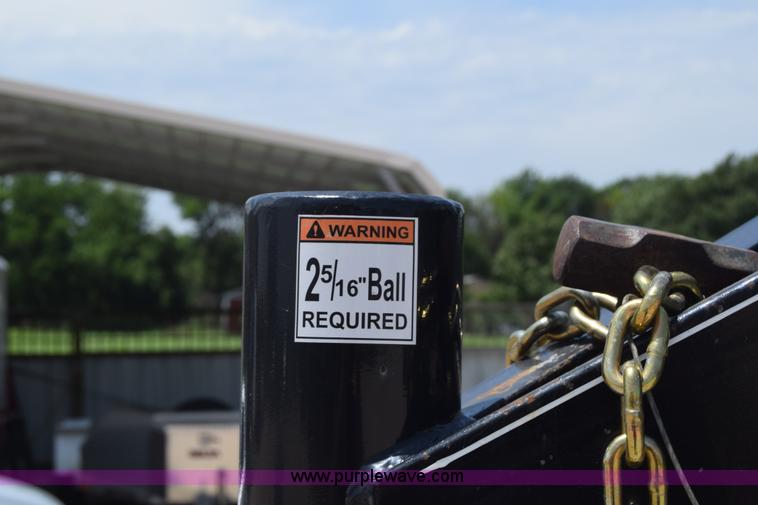 WARNING
2 5/16" Ball
REQUIRED
www.purplewave.com